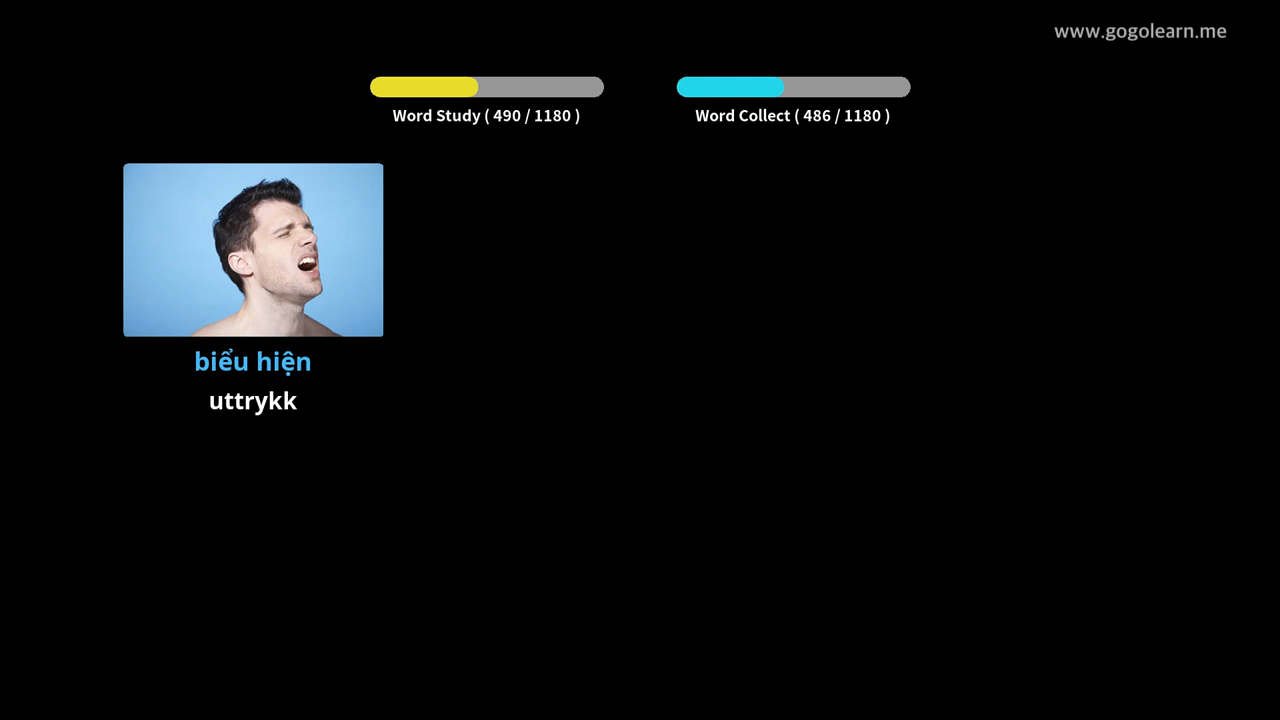 www.gogolearn.me
Word Study ( 490 / 1180 )
Word Collect ( 486 / 1180 )
biểu hiện
uttrykk